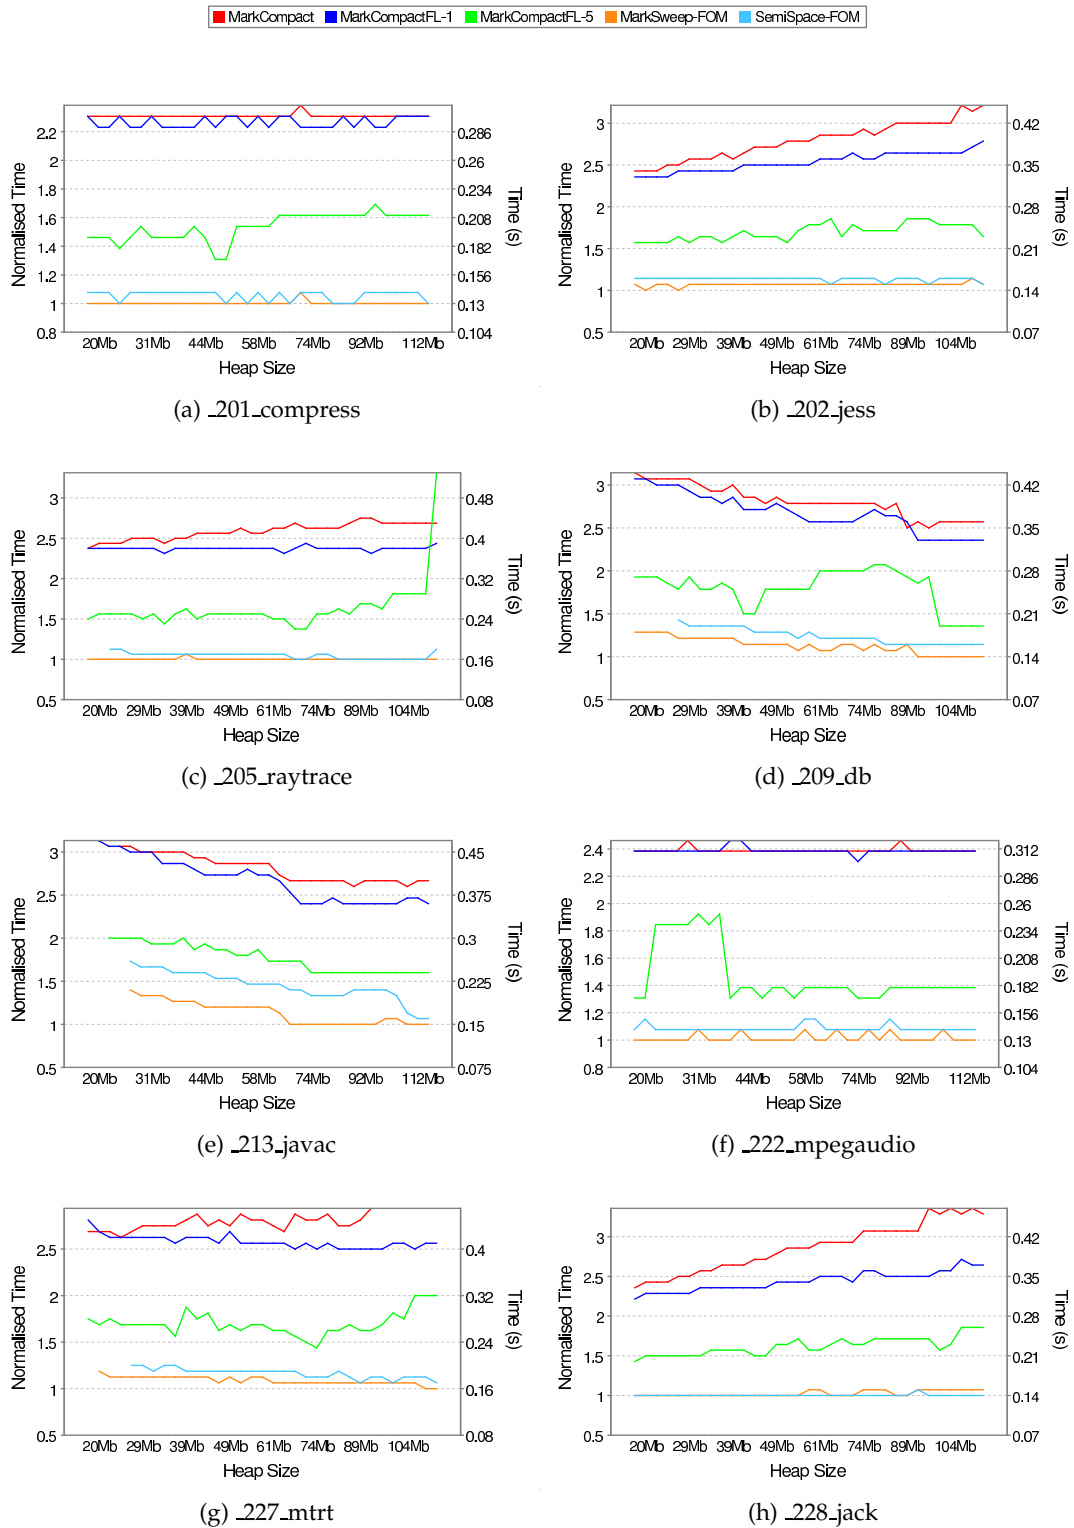 MarkCompact MarkCompactFL-1 MarkCompactFL-5 MarkSweep-FOM SemiSpace-FOM
Normalised Time
2.2
2
1.8
1.6
1.4
1.2
1
0.8
0.286
0.26
0.234
0.208
0.182
0.156
0.13
0.104
Time (s)
20Mb 31Mb 44Mb 58Mb 74Mb 92Mb 112Mb
Heap Size
(a) _201_compress
Normalised Time
3
2.5
2
1.5
1
0.5
0.42
0.35
0.28
0.21
0.14
0.07
Time (s)
20Mb 29Mb 39Mb 49Mb 61Mb 74Mb 89Mb 104Mb
Heap Size
(b) _202_jess
Normalised Time
3
2.5
2
1.5
1
0.5
0.48
0.4
0.32
0.24
0.16
0.08
Time (s)
20Mb 29Mb 39Mb 49Mb 61Mb 74Mb 89Mb 104Mb
Heap Size
(c) _205_raytrace
Normalised Time
3
2.5
2
1.5
1
0.5
0.42
0.35
0.28
0.21
0.14
0.07
Time (s)
20Mb 29Mb 39Mb 49Mb 61Mb 74Mb 89Mb 104Mb
Heap Size
(d) _209_db
Normalised Time
3
2.5
2
1.5
1
0.5
0.45
0.375
0.3
0.225
0.15
0.075
Time (s)
20Mb 31Mb 44Mb 58Mb 74Mb 92Mb 112Mb
Heap Size
(e) _213_javac
Normalised Time
2.4
2.2
2
1.8
1.6
1.4
1.2
1
0.8
0.312
0.286
0.26
0.234
0.208
0.182
0.156
0.13
0.104
Time (s)
20Mb 31Mb 44Mb 58Mb 74Mb 92Mb 112Mb
Heap Size
(f) _222_mpegaudio
Normalised Time
2.5
2
1.5
1
0.5
0.4
0.32
0.24
0.16
0.08
Time (s)
20Mb 29Mb 39Mb 49Mb 61Mb 74Mb 89Mb 104Mb
Heap Size
(g) _227_mtrt
Normalised Time
3
2.5
2
1.5
1
0.5
0.42
0.35
0.28
0.21
0.14
0.07
Time (s)
20Mb 29Mb 39Mb 49Mb 61Mb 74Mb 89Mb 104Mb
Heap Size
(h) _228_jack